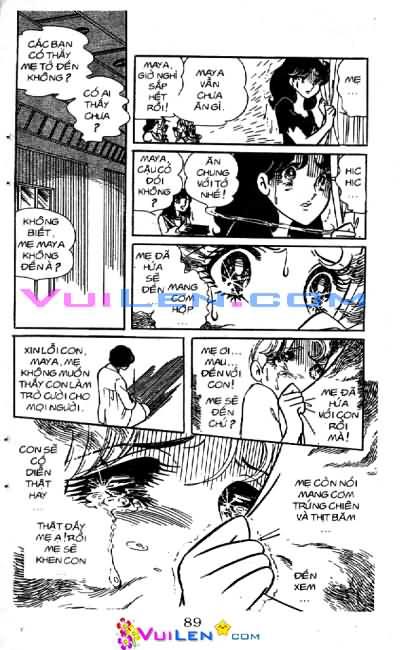 CÁC BẠN
CÓ THẤY
MẸ TỚ ĐẾN
KHÔNG?
CÓ AI
THẤY
CHƯA?
KHÔNG
BIẾT,
MẸ MAYA
KHÔNG
ĐẾN À?
MAYA,
GIỜ NGHỈ
SẮP
HẾT
RỒI!
MAYA
VẪN
CHƯA
ĂN GÌ.
MẸ
...
MAYA,
CẬU CÓ
ĐÓI
KHÔNG
?
ĂN
CHUNG
VỚI TỚ
NHÉ!
HIC
HIC
...
MẸ ĐÃ
HỨA
SẼ
ĐẾN
MANG
CƠM
HỘP
...
VuiLen.com
XIN LỖI CON,
MAYA, MẸ
KHÔNG MUỐN
THẤY CON LÀM
TRÒ CƯỜI CHO
MỌI NGƯỜI.
MẸ ƠI...
MAU...
ĐẾN VỚI
CON!
MẸ SẼ
ĐẾN
CHỨ?
MẸ ĐÃ
HỨA
VỚI CON
RỒI
MÀ!
CON SẼ
CỐ
DIỄN
THẬT
HAY
...
THẬT ĐẤY
MẸ Ạ! RỒI
MẸ SẼ
KHEN CON
...
MẸ CÒN NÓI
MANG CƠM
TRỨNG CHIÊN
VÀ THỊT BĂM
...
ĐẾN
XEM
...
89
VUILEN.COM